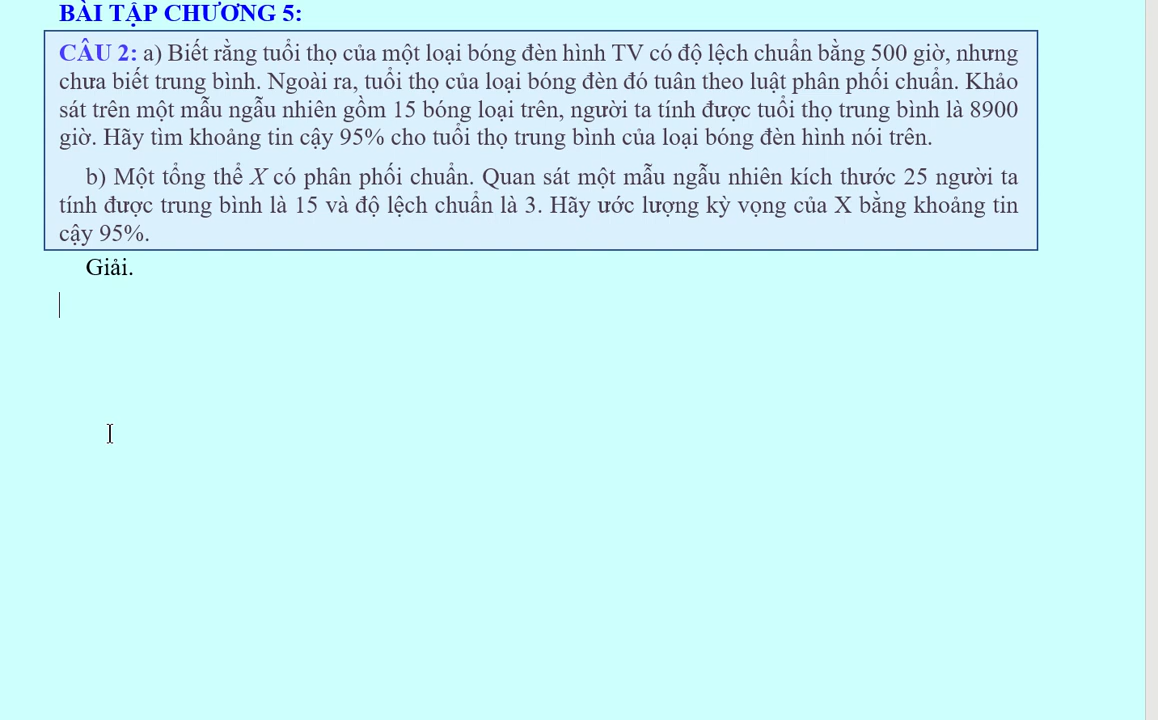 BÀI TẬP CHƯƠNG 5:
CÂU 2: a) Biết rằng tuổi thọ của một loại bóng đèn hình TV có độ lệch chuẩn bằng 500 giờ, nhưng
chưa biết trung bình. Ngoài ra, tuổi thọ của loại bóng đèn đó tuân theo luật phân phối chuẩn. Khảo
sát trên một mẫu ngẫu nhiên gồm 15 bóng loại trên, người ta tính được tuổi thọ trung bình là 8900
giờ. Hãy tìm khoảng tin cậy 95% cho tuổi thọ trung bình của loại bóng đèn hình nói trên.
b) Một tổng thể X có phân phối chuẩn. Quan sát một mẫu ngẫu nhiên kích thước 25 người ta
tính được trung bình là 15 và độ lệch chuẩn là 3. Hãy ước lượng kỳ vọng của X bằng khoảng tin
cậy 95%.
Giải.